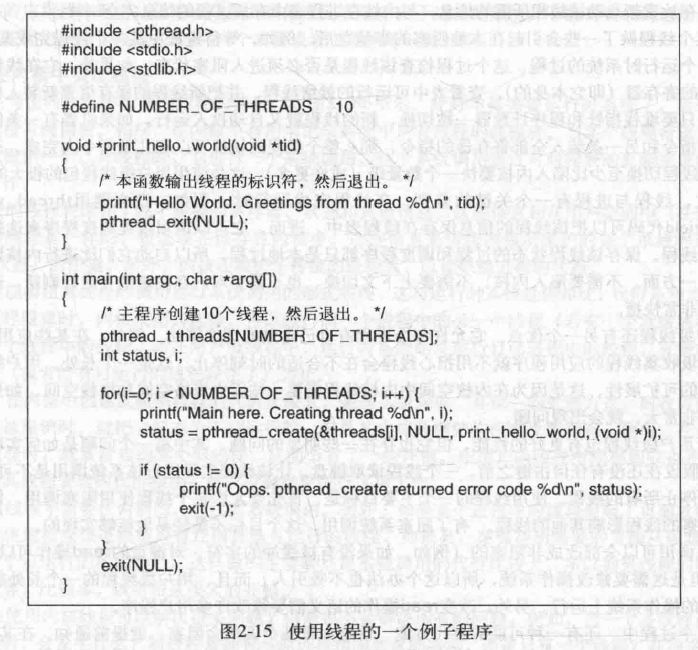 #include <pthread.h>
#include <stdio.h>
#include <stdlib.h>
#define NUMBER_OF_THREADS 10
void *print_hello_world(void *tid)
{
/* 本函数输出线程的标识符，然后退出。 */
printf("Hello World. Greetings from thread %d\n", tid);
pthread_exit(NULL);
}
int main(int argc, char *argv[])
{
/* 主程序创建10个线程，然后退出。 */
pthread_t threads[NUMBER_OF_THREADS];
int status, i;
for(i=0; i < NUMBER_OF_THREADS; i++) {
printf("Main here. Creating thread %d\n", i);
status = pthread_create(&threads[i], NULL, print_hello_world, (void *)i);
if (status != 0) {
printf("Oops. pthread_create returned error code %d\n", status);
exit(-1);
}
}
exit(NULL);
}
图2-15 使用线程的一个例子程序